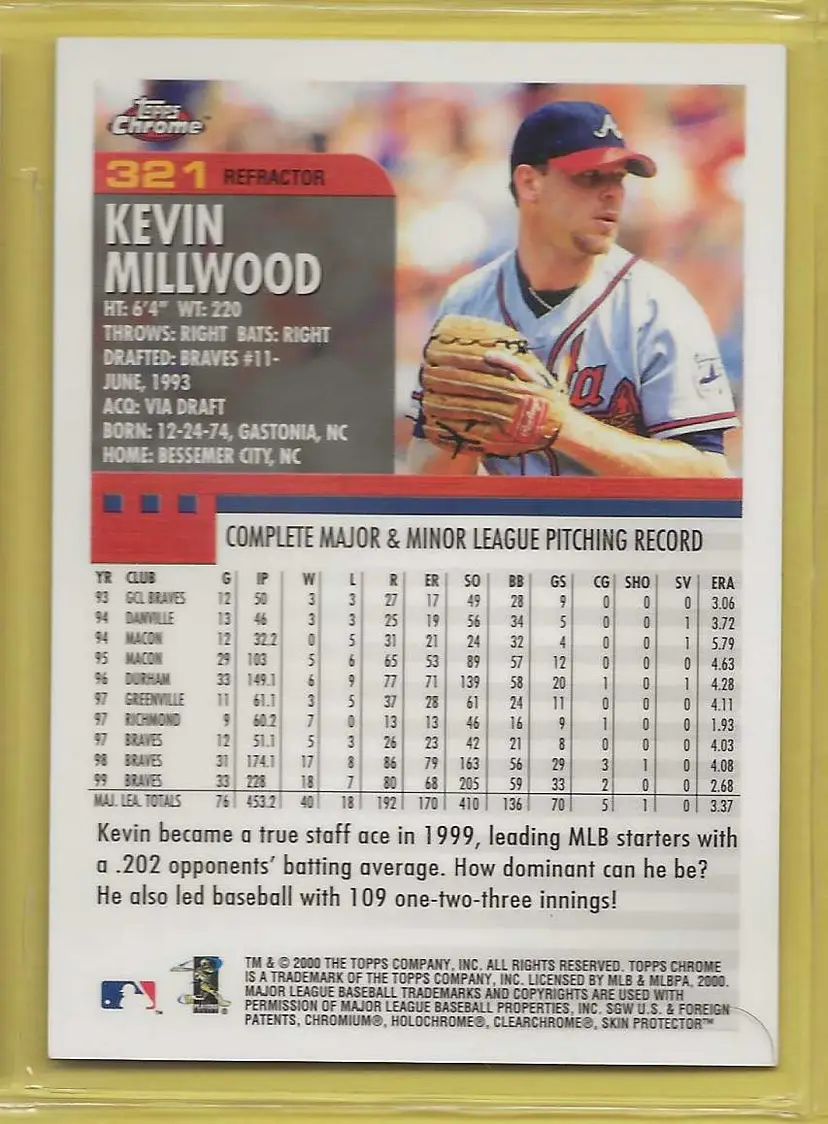 Topps
Chrome
321 REFRACTOR
KEVIN
MILLWOOD
HT: 6'4" WT: 220
THROWS: RIGHT BATS: RIGHT
DRAFTED: BRAVES #11-
JUNE, 1993
ACQ: VIA DRAFT
BORN: 12-24-74, GASTONIA, NC
HOME: BESSEMER CITY, NC
COMPLETE MAJOR & MINOR LEAGUE PITCHING RECORD
YR CLUB G IP W L R ER SO BB GS CG SHO SV ERA
93 GCL BRAVES 12 50 3 3 27 17 49 28 9 0 0 0 3.06
94 DANVILLE 13 46 3 3 25 19 56 34 5 0 0 1 3.72
94 MACON 12 32.2 0 5 31 21 24 32 4 0 0 1 5.79
95 MACON 29 103 5 6 65 53 89 57 12 0 0 0 4.63
96 DURHAM 33 149.1 6 9 77 71 139 58 20 1 0 1 4.28
97 GREENVILLE 11 61.1 3 5 37 28 61 24 11 0 0 0 4.11
97 RICHMOND 9 60.2 7 0 13 13 46 16 9 1 0 0 1.93
97 BRAVES 12 51.1 5 3 26 23 42 21 8 0 0 0 4.03
98 BRAVES 31 174.1 17 8 86 79 163 56 29 3 1 0 4.08
99 BRAVES 33 228 18 7 80 68 205 59 33 2 0 0 2.68
MAJ. LEA. TOTALS 76 453.2 40 18 192 170 410 136 70 5 1 0 3.37
Kevin became a true staff ace in 1999, leading MLB starters with
a .202 opponents' batting average. How dominant can he be?
He also led baseball with 109 one-two-three innings!
TM & © 2000 THE TOPPS COMPANY, INC. ALL RIGHTS RESERVED. TOPPS CHROME
IS A TRADEMARK OF THE TOPPS COMPANY, INC. LICENSED BY MLB & MLBPA, 2000.
MAJOR LEAGUE BASEBALL TRADEMARKS AND COPYRIGHTS ARE USED WITH
PERMISSION OF MAJOR LEAGUE BASEBALL PROPERTIES, INC. SGW U.S. & FOREIGN
PATENTS, CHROMIUM®, HOLOCHROME®, CLEARCHROME®, SKIN PROTECTOR™